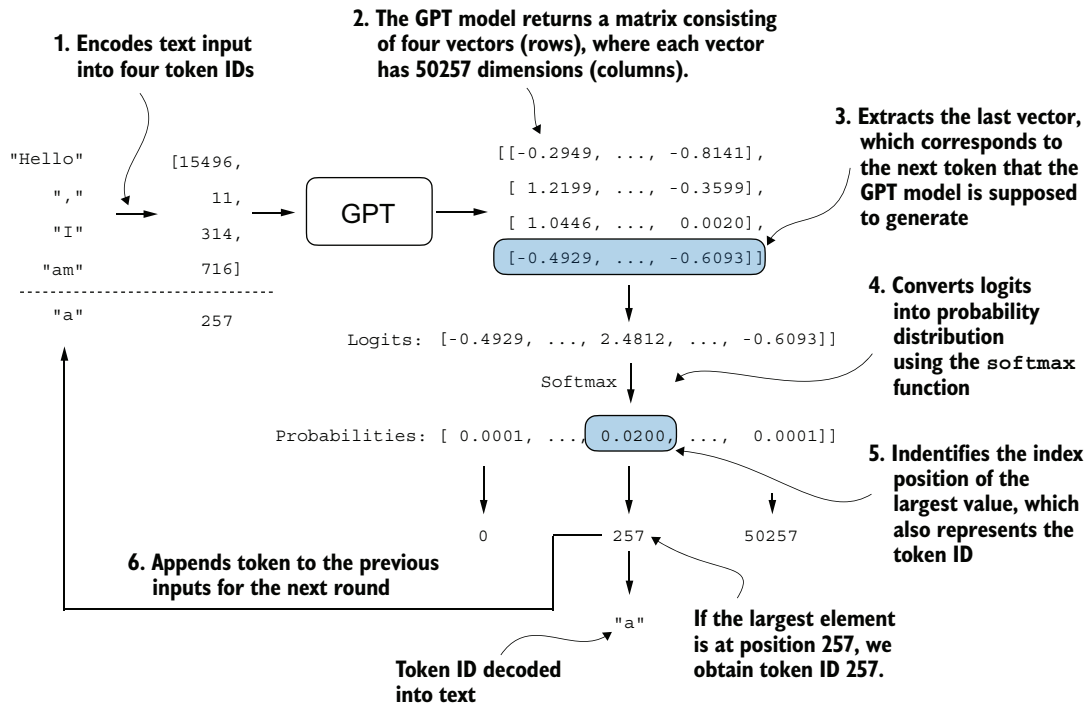 2. The GPT model returns a matrix consisting
of four vectors (rows), where each vector
has 50257 dimensions (columns).
1. Encodes text input
into four token IDs
3. Extracts the last vector,
which corresponds to
the next token that the
GPT model is supposed
to generate
"Hello" [15496,
"," 11,
"I" 314,
"am" 716]
"a" 257
GPT
[[-0.2949, ..., -0.8141],
[ 1.2199, ..., -0.3599],
[ 1.0446, ..., 0.0020],
[-0.4929, ..., -0.6093]]
4. Converts logits
into probability
distribution
using the softmax
function
Logits: [-0.4929, ..., 2.4812, ..., -0.6093]]
Softmax
Probabilities: [ 0.0001, ..., 0.0200, ..., 0.0001]]
5. Indentifies the index
position of the
largest value, which
also represents the
token ID
0 257 50257
6. Appends token to the previous
inputs for the next round
"a"
If the largest element
is at position 257, we
obtain token ID 257.
Token ID decoded
into text